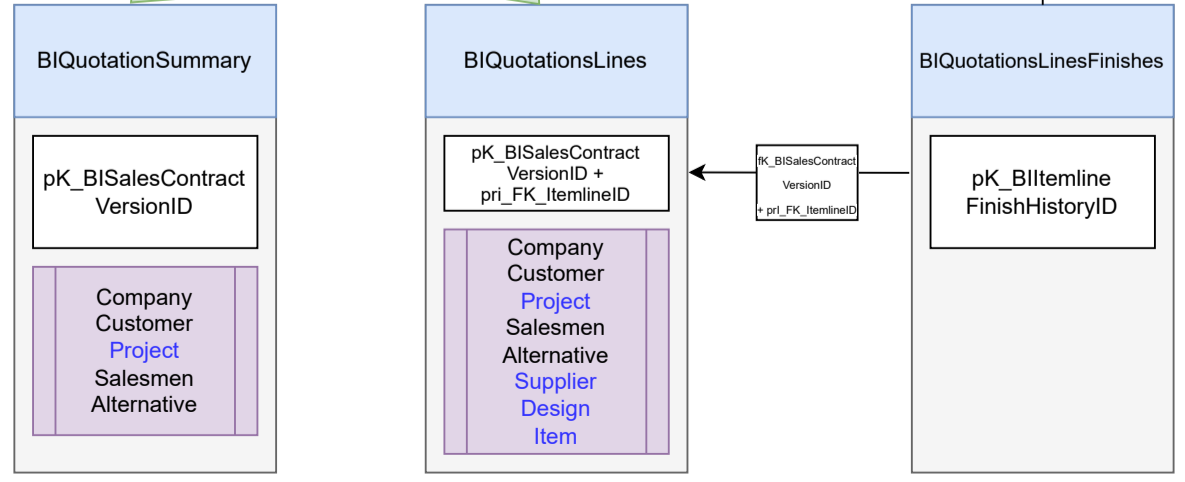 BIQuotationSummary
pK_BISalesContract
VersionID
Company
Customer
Project
Salesmen
Alternative
BIQuotationsLines
pK_BISalesContract
VersionID +
pri_FK_ItemlineID
Company
Customer
Project
Salesmen
Alternative
Supplier
Design
Item
fK_BISalesContract
VersionID
+ prI_FK_ItemlineID
BIQuotationsLinesFinishes
pK_BIItemline
FinishHistoryID